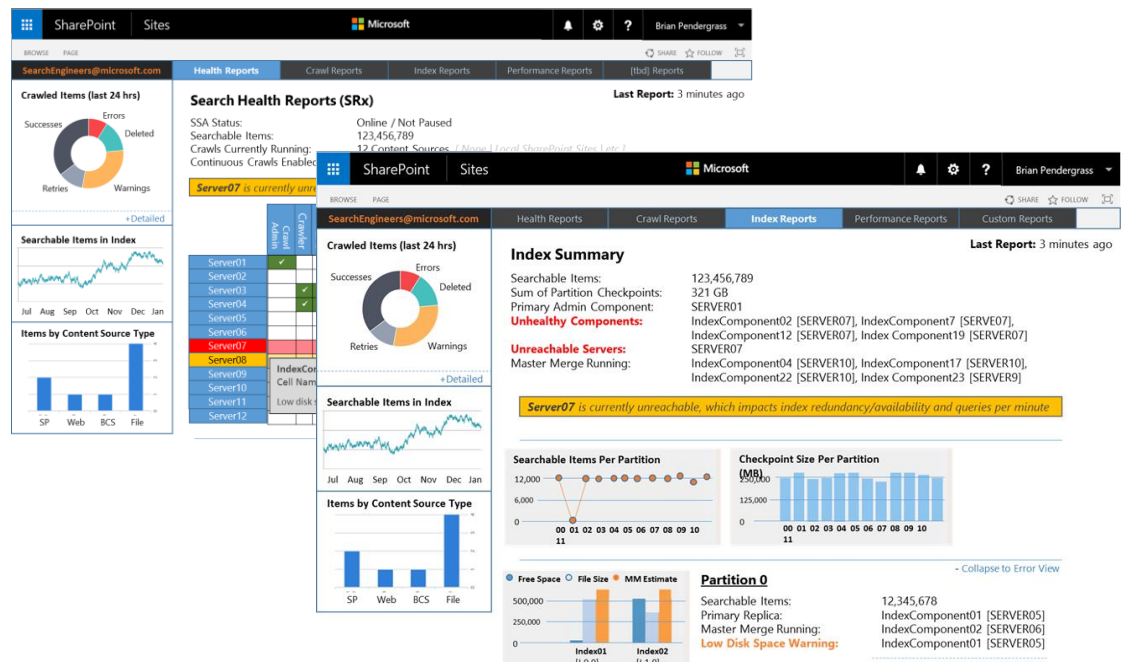 SharePoint Sites Microsoft ? Brian Pendergrass
BROWSE PAGE SHARE FOLLOW
SearchEngineers@microsoft.com Health Reports Crawl Reports Index Reports Performance Reports [tbd] Reports
Crawled Items (last 24 hrs)
Errors
Successes
Deleted
Retries Warnings
+Detailed
Searchable Items in Index
Jul Aug Sep Oct Nov Dec Jan
Items by Content Source Type
SP Web BCS File
Search Health Reports (SRx) Last Report: 3 minutes ago
SSA Status: Online / Not Paused
Searchable Items: 123,456,789
Crawls Currently Running: 12 Content Sources [ None | Local SharePoint Sites | etc ]
Continuous Crawls Enabled
Server07 is currently unre
Crawl Admin
Crawler
Server01
Server02
Server03
Server04
Server05
Server06
Server07
Server08
Server09
Server10
Server11
Server12
IndexCor
Cell Nam
Low disk s
SharePoint Sites Microsoft ? Brian Pendergrass
BROWSE PAGE SHARE FOLLOW
SearchEngineers@microsoft.com Health Reports Crawl Reports Index Reports Performance Reports Custom Reports
Crawled Items (last 24 hrs)
Errors
Successes
Deleted
Retries Warnings
+Detailed
Searchable Items in Index
Jul Aug Sep Oct Nov Dec Jan
Items by Content Source Type
SP Web BCS File
Index Summary Last Report: 3 minutes ago
Searchable Items: 123,456,789
Sum of Partition Checkpoints: 321 GB
Primary Admin Component: SERVER01
Unhealthy Components: IndexComponent02 [SERVER07], IndexComponent7 [SERVE07],
IndexComponent12 [SERVER07], Index Component19 [SERVER07]
Unreachable Servers: SERVER07
Master Merge Running: IndexComponent04 [SERVER10], IndexComponent17 [SERVER10],
IndexComponent22 [SERVER10], Index Component23 [SERVER9]
Server07 is currently unreachable, which impacts index redundancy/availability and queries per minute
Searchable Items Per Partition
12,000
6,000
0
00 01 02 03 04 05 06 07 08 09 10
11
Checkpoint Size Per Partition
(MB)
250,000
125,000
0
00 01 02 03 04 05 06 07 08 09 10
11
- Collapse to Error View
Free Space File Size MM Estimate
500,000
250,000
0
Index01 Index02
Partition 0
Searchable Items: 12,345,678
Primary Replica: IndexComponent01 [SERVER05]
Master Merge Running: IndexComponent02 [SERVER06]
Low Disk Space Warning: IndexComponent01 [SERVER05]